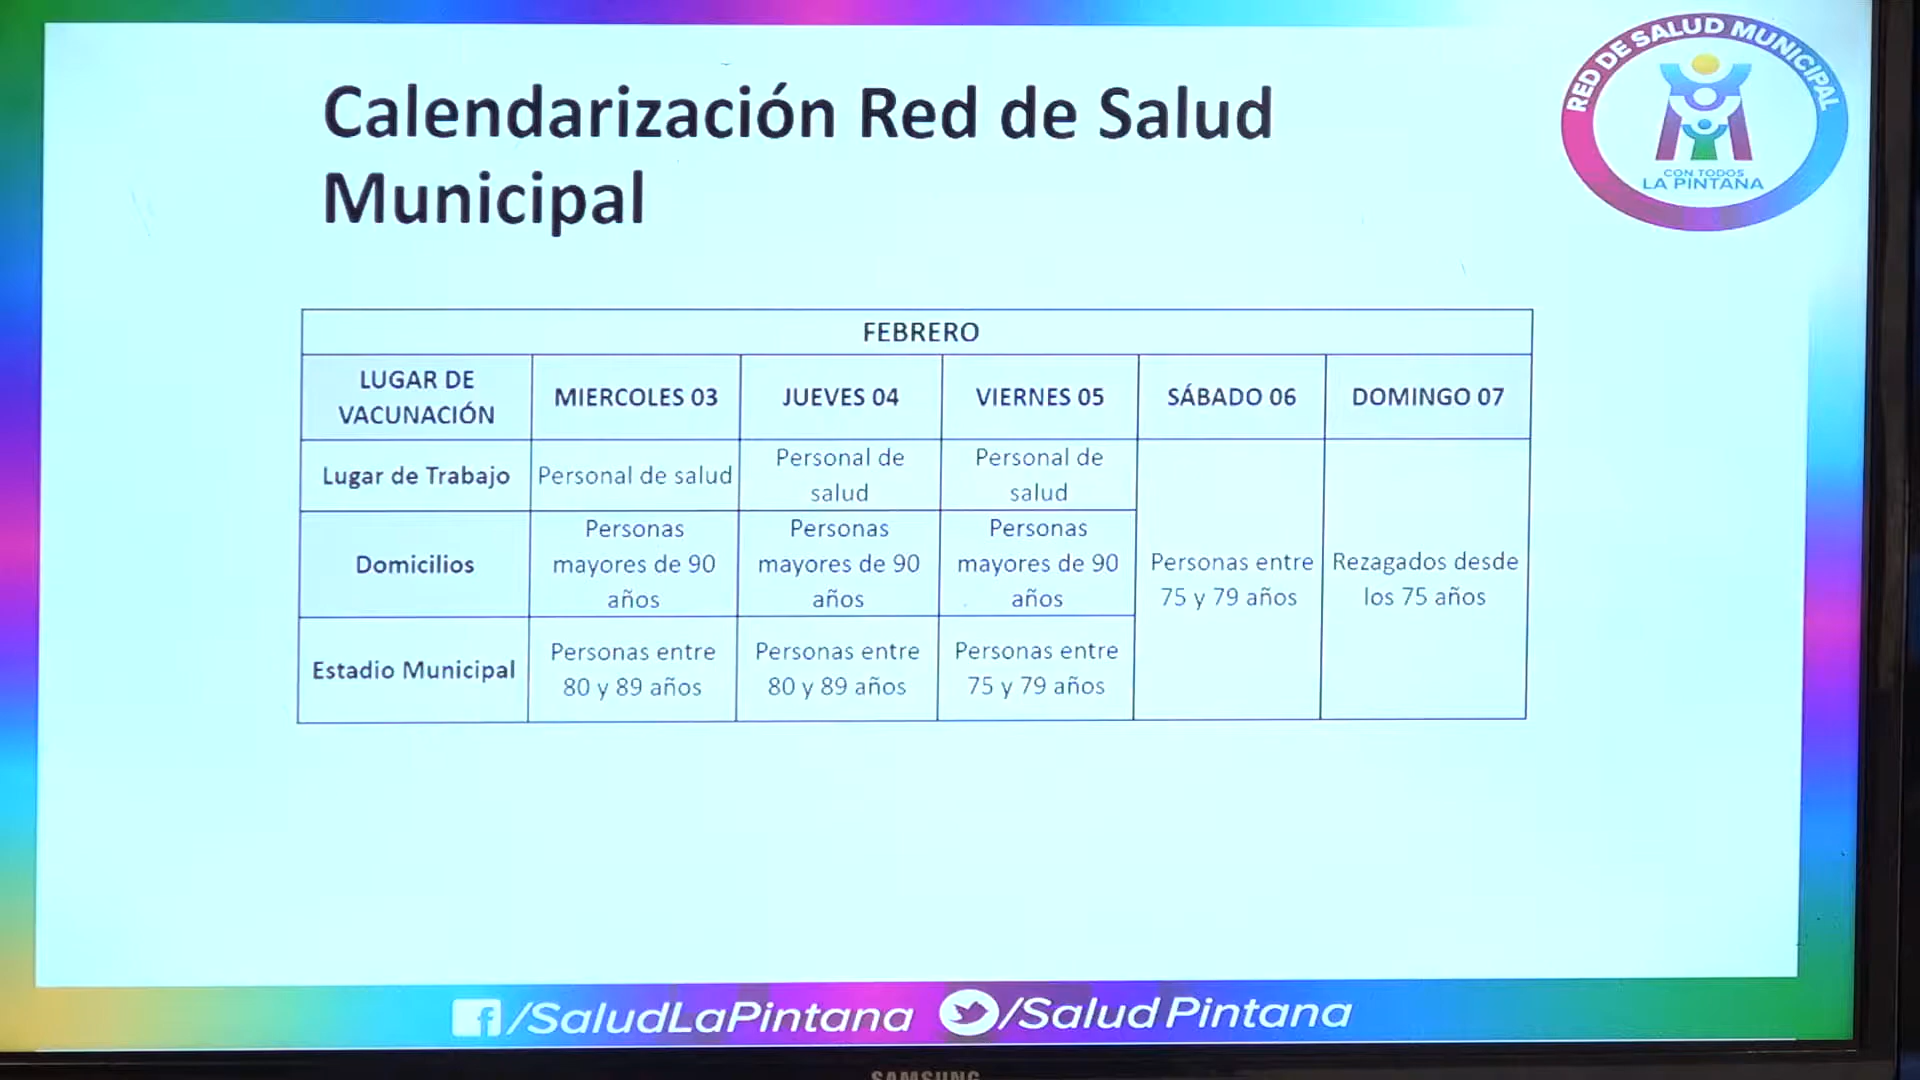 Calendarización Red de Salud
Municipal
RED DE SALUD MUNICIPAL
CON TODOS
LA PINTANA
FEBRERO
LUGAR DE
VACUNACIÓN
MIERCOLES 03
JUEVES 04
VIERNES 05
SÁBADO 06
DOMINGO 07
Lugar de Trabajo
Personal de salud
Personal de
salud
Personal de
salud
Domicilios
Personas
mayores de 90
años
Personas
mayores de 90
años
Personas
mayores de 90
años
Personas entre
75 y 79 años
Rezagados desde
los 75 años
Estadio Municipal
Personas entre
80 y 89 años
Personas entre
80 y 89 años
Personas entre
75 y 79 años
/SaludLaPintana
/Salud Pintana
SAMSUNG